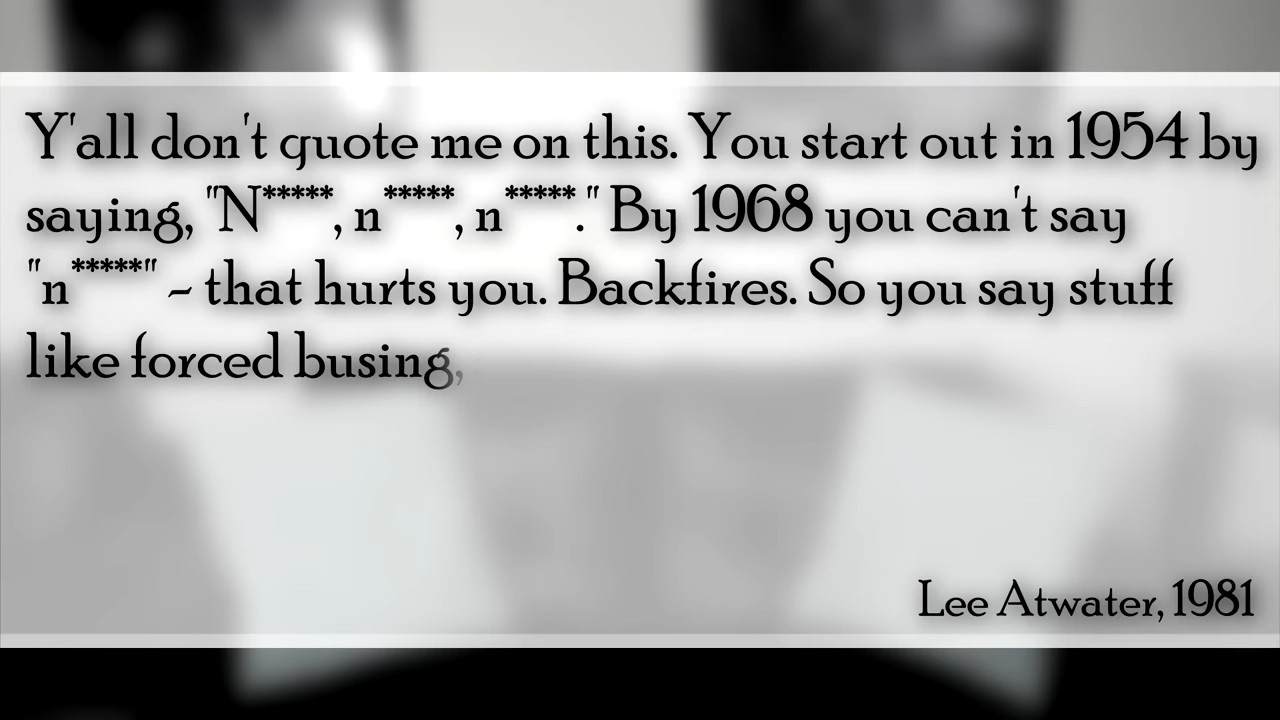 Y'all don't quote me on this. You start out in 1954 by
saying, "N*****, n*****, n*****." By 1968 you can't say
"n*****" - that hurts you. Backfires. So you say stuff
like forced busing,
Lee Atwater, 1981